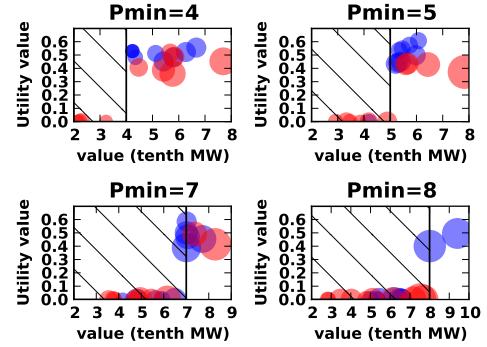 Pmin=4
Utility value
0.6
0.5
0.4
0.3
0.2
0.1
0.0
2 3 4 5 6 7 8
value (tenth MW)
Pmin=5
Utility value
0.6
0.5
0.4
0.3
0.2
0.1
0.0
2 3 4 5 6 7 8
value (tenth MW)
Pmin=7
Utility value
0.6
0.5
0.4
0.3
0.2
0.1
0.0
2 3 4 5 6 7 8 9
value (tenth MW)
Pmin=8
Utility value
0.6
0.5
0.4
0.3
0.2
0.1
0.0
2 3 4 5 6 7 8 9 10
value (tenth MW)